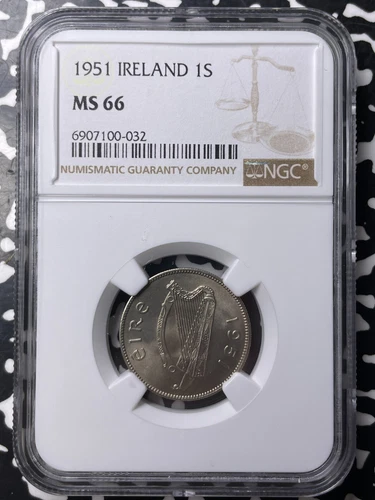 1951 IRELAND 1S
MS 66
6907100-032
NUMISMATIC GUARANTY COMPANY
NGC®
éIRe
1951